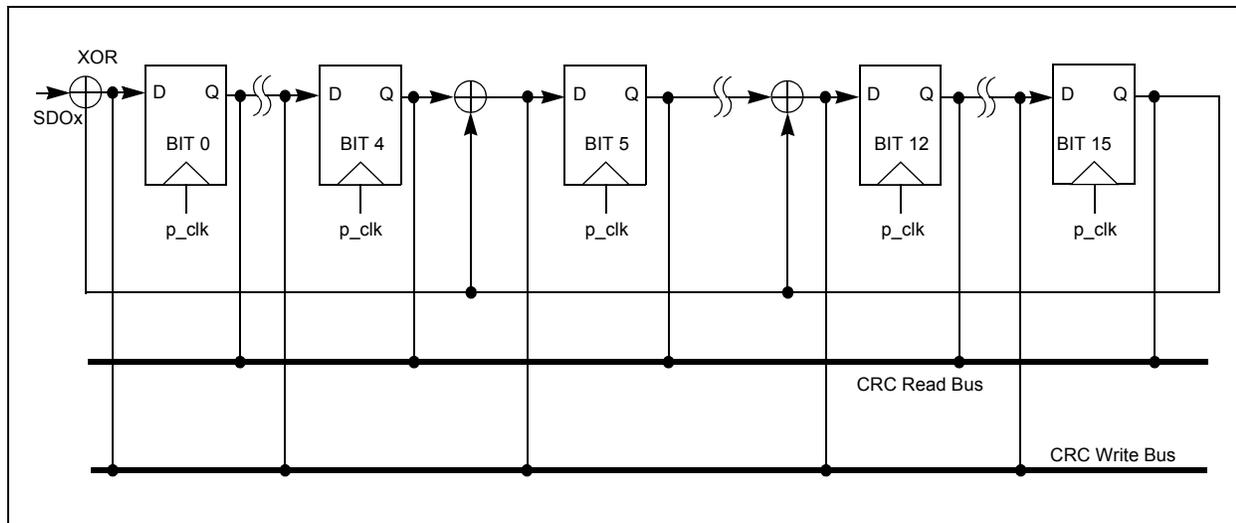 XOR
SDOx
D Q
BIT 0
p_clk
D Q
BIT 4
p_clk
D Q
BIT 5
p_clk
D Q
BIT 12
p_clk
D Q
BIT 15
p_clk
CRC Read Bus
CRC Write Bus